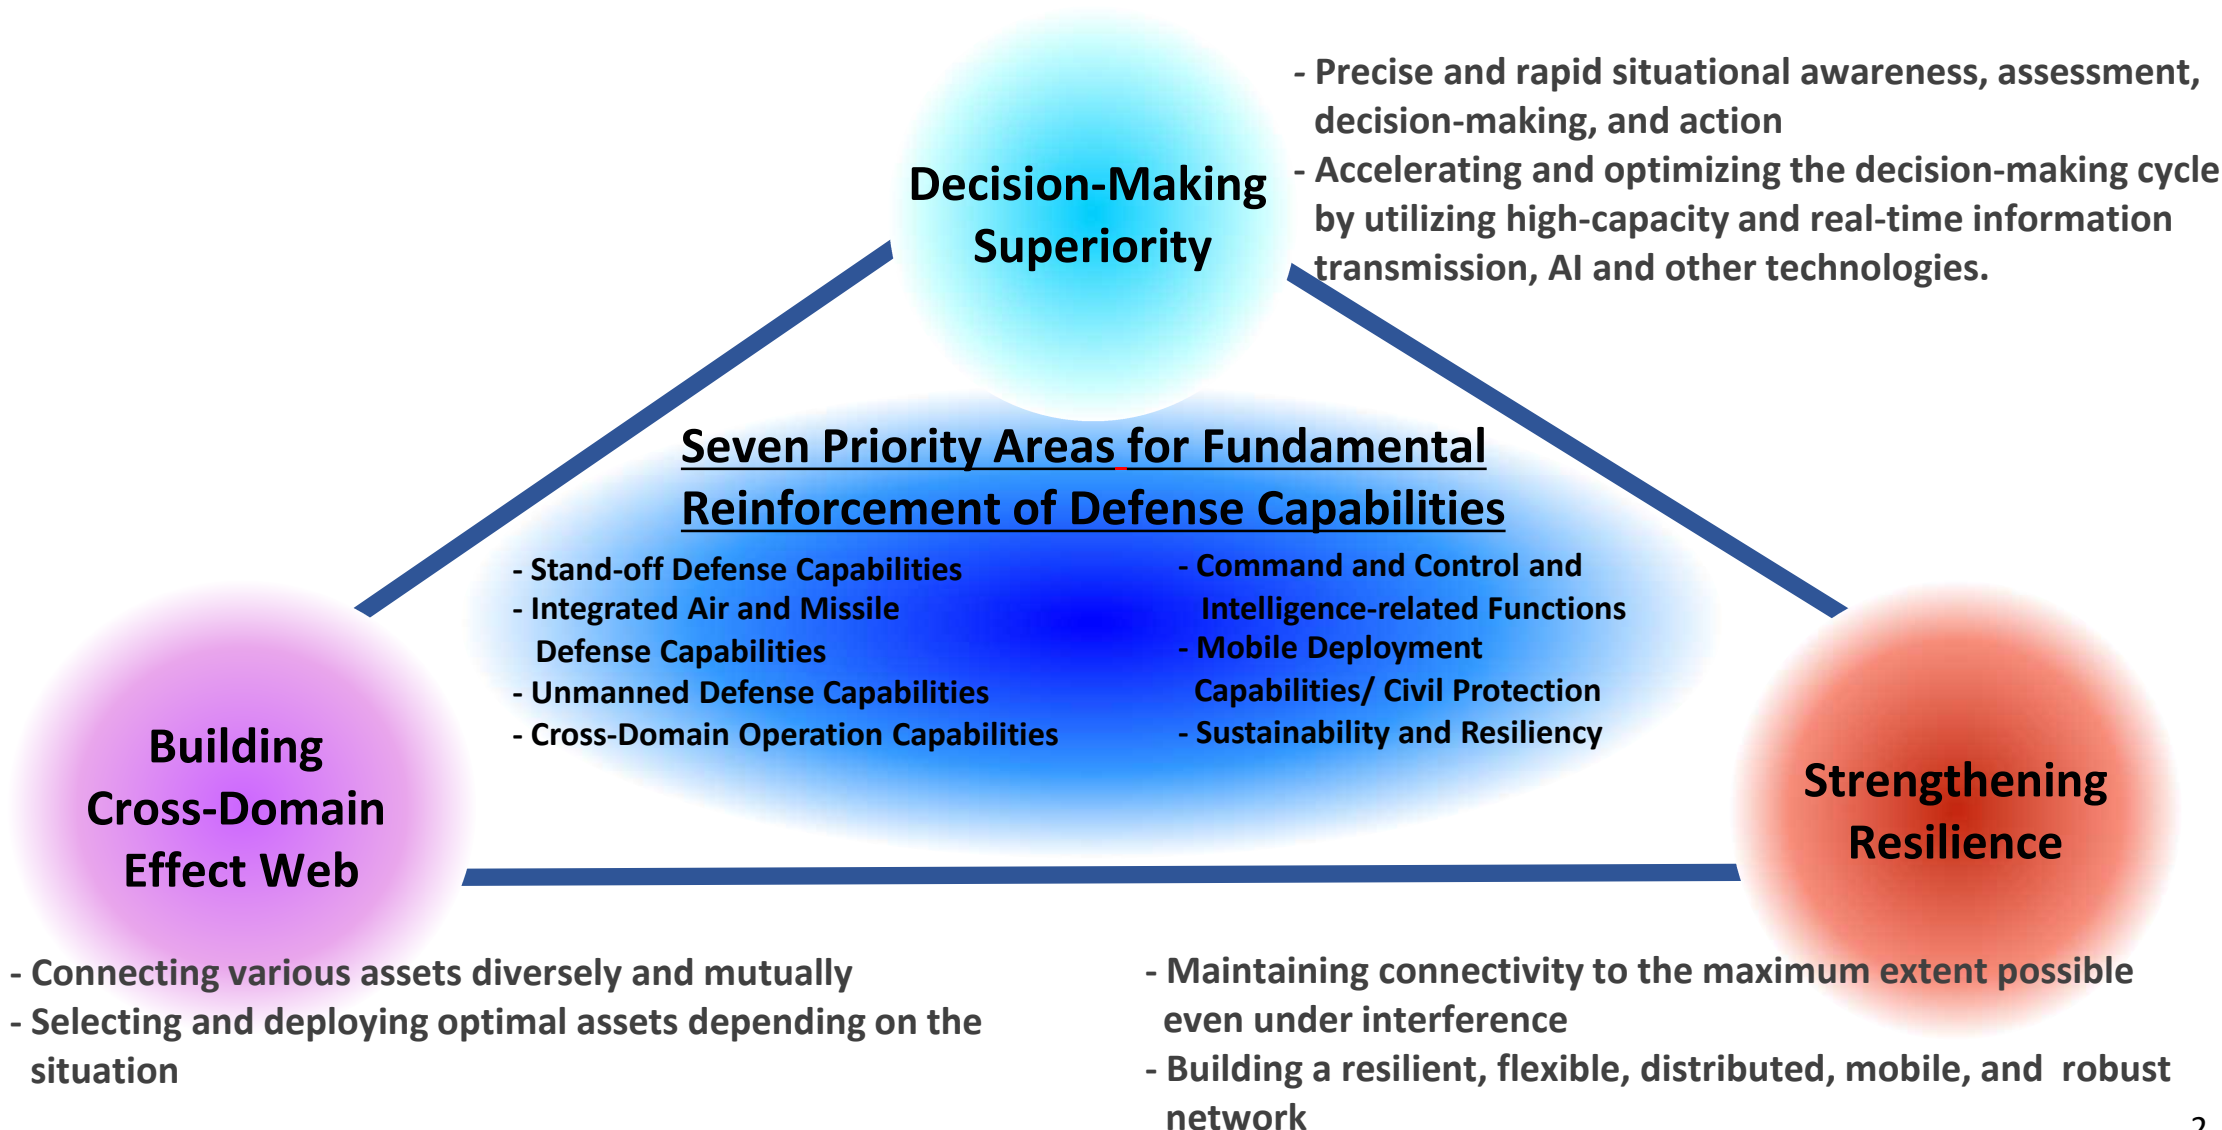 Decision-Making
Superiority
- Precise and rapid situational awareness, assessment,
decision-making, and action
- Accelerating and optimizing the decision-making cycle
by utilizing high-capacity and real-time information
transmission, AI and other technologies.
Seven Priority Areas for Fundamental
Reinforcement of Defense Capabilities
- Stand-off Defense Capabilities
- Integrated Air and Missile
Defense Capabilities
- Unmanned Defense Capabilities
- Cross-Domain Operation Capabilities
- Command and Control and
Intelligence-related Functions
- Mobile Deployment
Capabilities/ Civil Protection
- Sustainability and Resiliency
Building
Cross-Domain
Effect Web
- Connecting various assets diversely and mutually
- Selecting and deploying optimal assets depending on the
situation
Strengthening
Resilience
- Maintaining connectivity to the maximum extent possible
even under interference
- Building a resilient, flexible, distributed, mobile, and robust
network
2